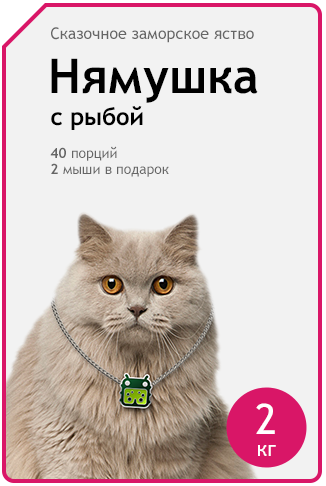 Сказочное заморское яство
Нямушка
с рыбой
40 порций
2 мыши в подарок
2
кг